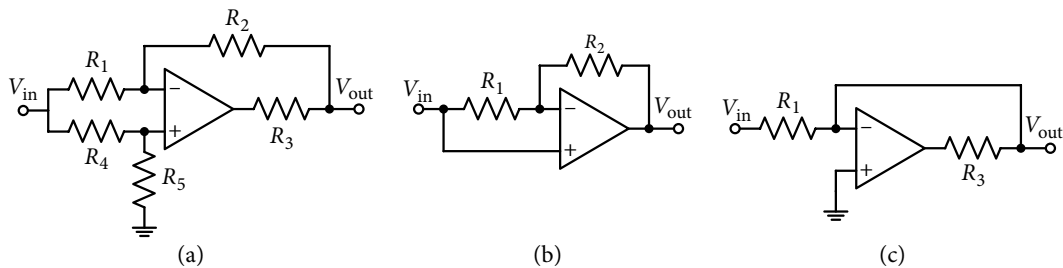 R2
Vin
R1
−
Vout
+
R3
R4
R5
(a)
R2
Vin
R1
−
Vout
+
(b)
Vin
R1
−
Vout
+
R3
(c)